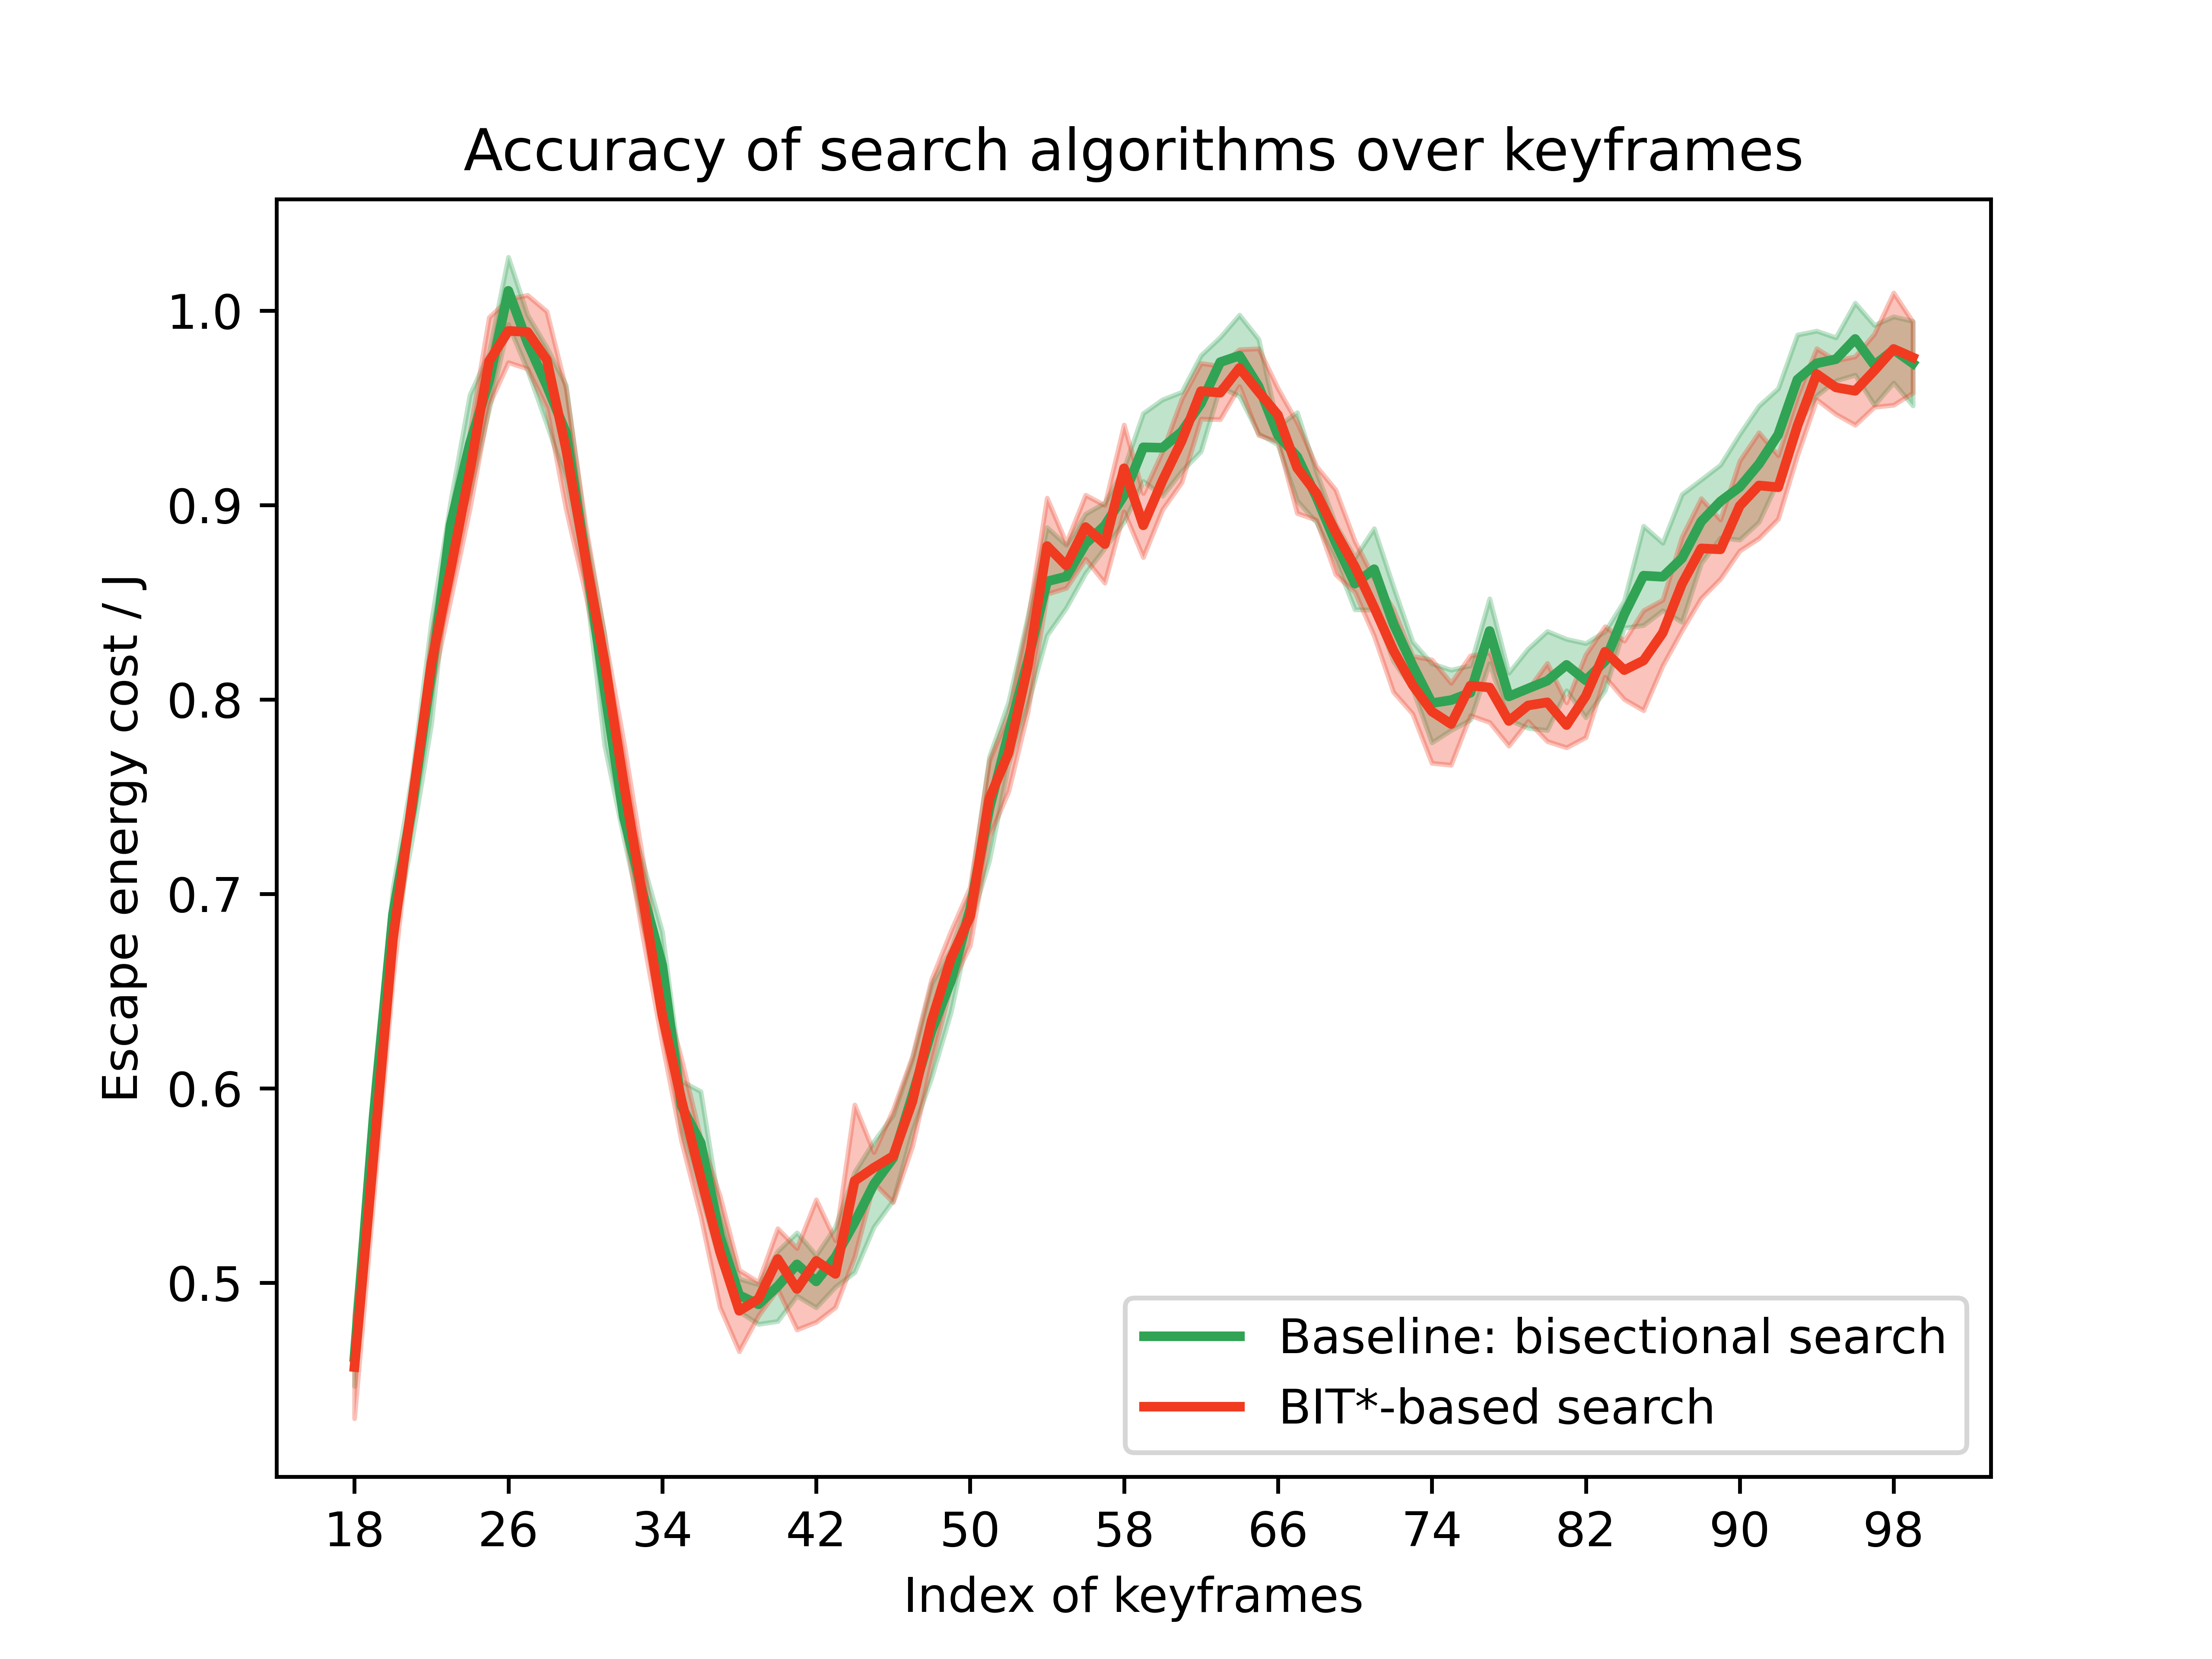 Accuracy of search algorithms over keyframes
Escape energy cost / J
1.0
0.9
0.8
0.7
0.6
0.5
Baseline: bisectional search
BIT*-based search
18 26 34 42 50 58 66 74 82 90 98
Index of keyframes